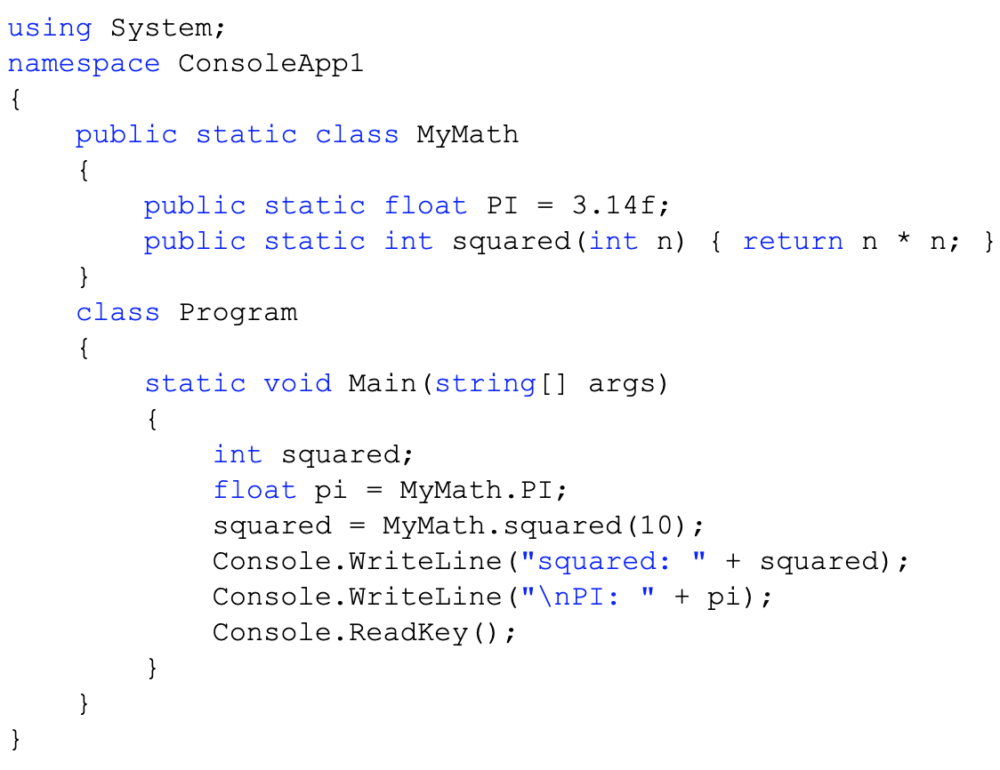 using System;
namespace ConsoleApp1
{
    public static class MyMath
    {
        public static float PI = 3.14f;
        public static int squared(int n) { return n * n; }
    }
    class Program
    {
        static void Main(string[] args)
        {
            int squared;
            float pi = MyMath.PI;
            squared = MyMath.squared(10);
            Console.WriteLine("squared: " + squared);
            Console.WriteLine("\nPI: " + pi);
            Console.ReadKey();
        }
    }
}